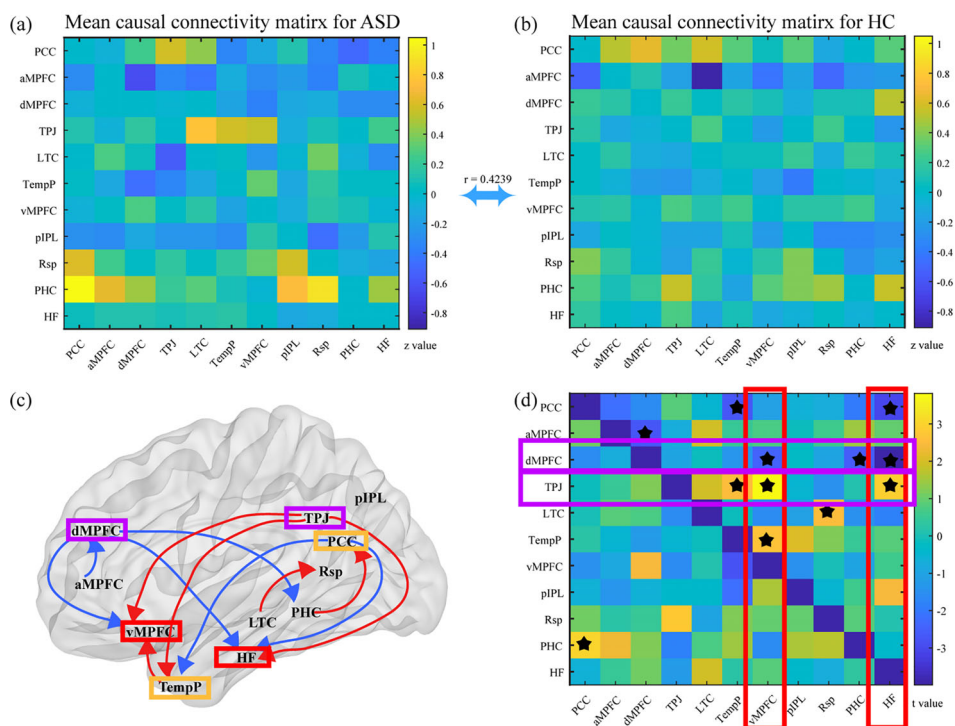 (a) Mean causal connectivity matirx for ASD
PCC
aMPFC
dMPFC
TPJ
LTC
TempP
vMPFC
pIPL
Rsp
PHC
HF
PCC aMPFC dMPFC TPJ LTC TempP vMPFC pIPL Rsp PHC HF
1
0.8
0.6
0.4
0.2
0
-0.2
-0.4
-0.6
-0.8
z value
r = 0.4239
(b) Mean causal connectivity matirx for HC
PCC
aMPFC
dMPFC
TPJ
LTC
TempP
vMPFC
pIPL
Rsp
PHC
HF
PCC aMPFC dMPFC TPJ LTC TempP vMPFC pIPL Rsp PHC HF
1
0.8
0.6
0.4
0.2
0
-0.2
-0.4
-0.6
-0.8
z value
(c)
pIPL
TPJ
dMPFC
PCC
aMPFC
Rsp
PHC
LTC
vMPFC
HF
TempP
(d)
PCC
aMPFC
dMPFC
TPJ
LTC
TempP
vMPFC
pIPL
Rsp
PHC
HF
PCC aMPFC dMPFC TPJ LTC TempP vMPFC pIPL Rsp PHC HF
3
2
1
0
-1
-2
-3
t value